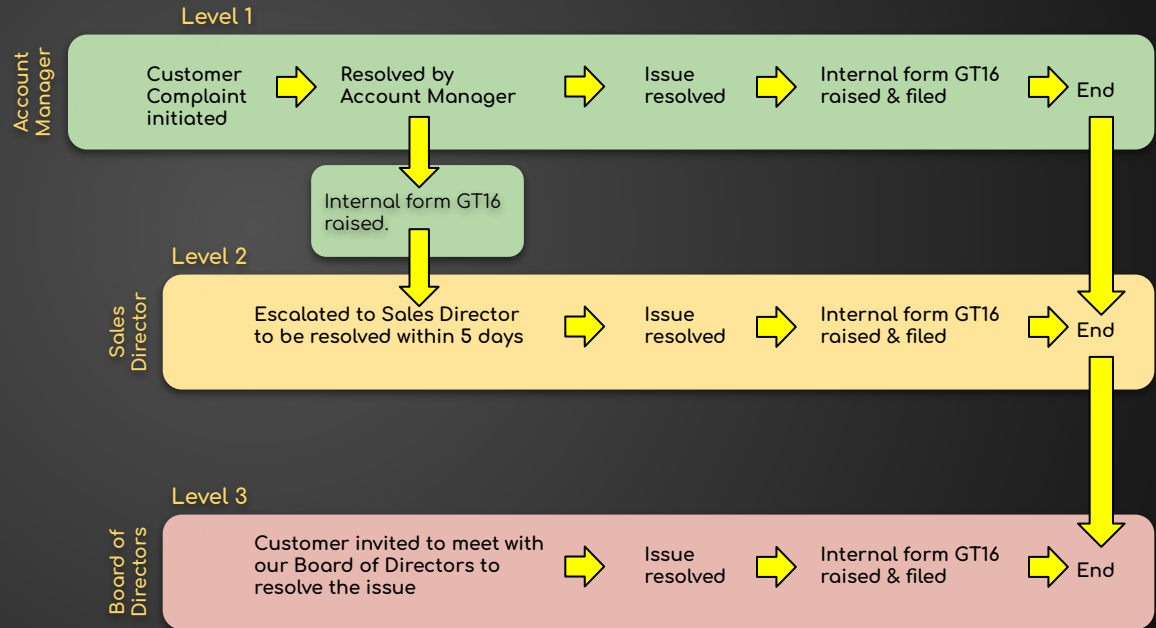 Level 1
Account
Manager
Customer
Complaint
initiated
Resolved by
Account Manager
Issue
resolved
Internal form GT16
raised & filed
End
Internal form GT16
raised.
Level 2
Sales
Director
Escalated to Sales Director
to be resolved within 5 days
Issue
resolved
Internal form GT16
raised & filed
End
Level 3
Board of
Directors
Customer invited to meet with
our Board of Directors to
resolve the issue
Issue
resolved
Internal form GT16
raised & filed
End